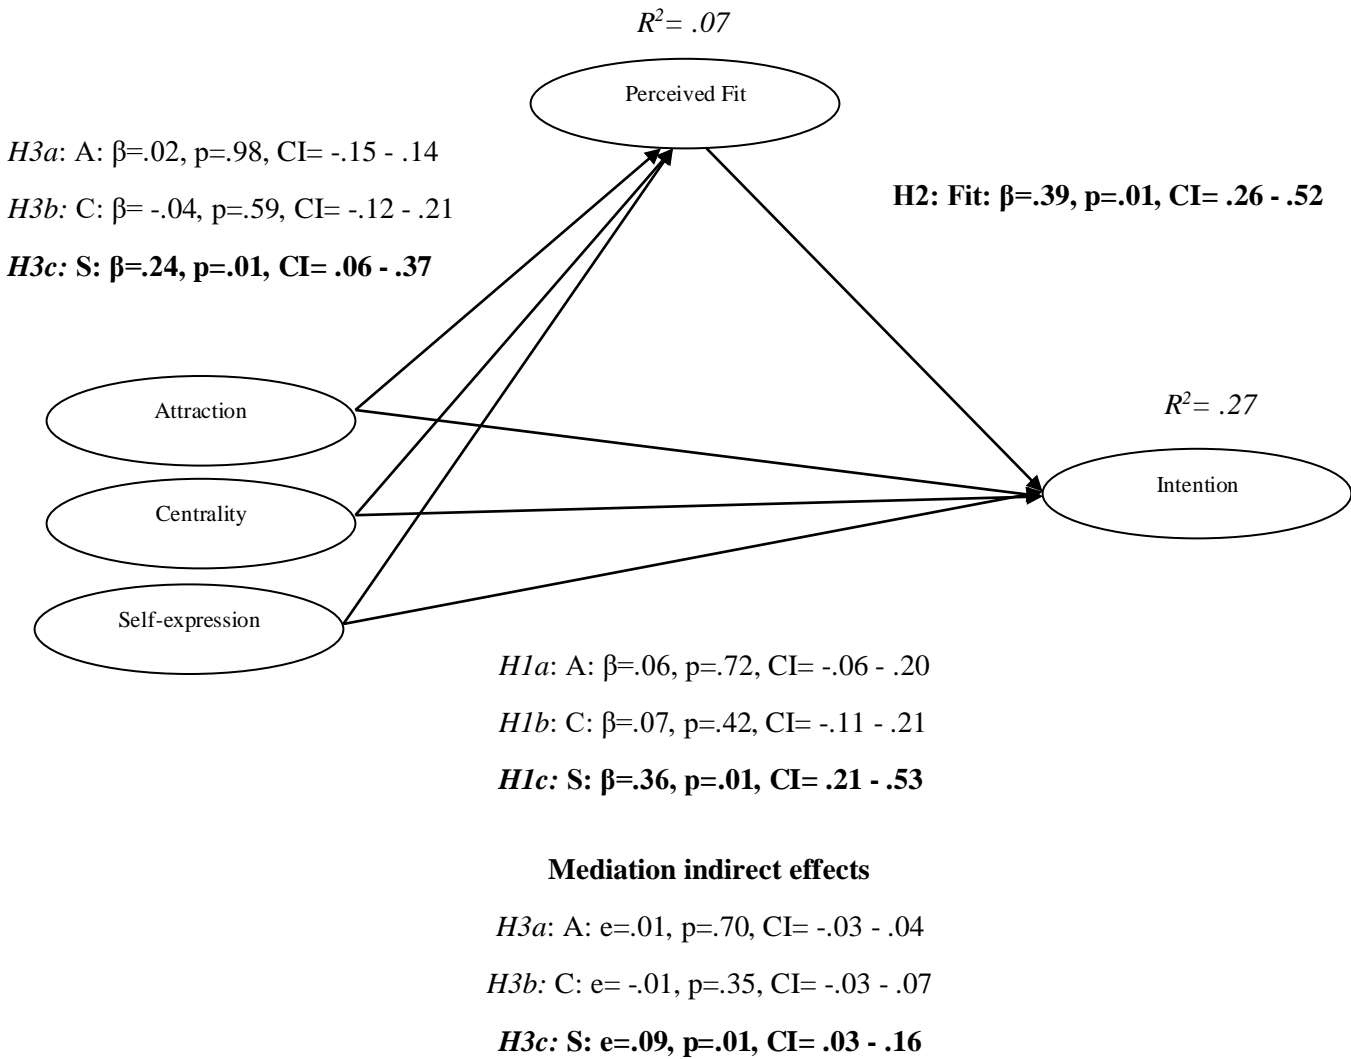 R²= .07
Perceived Fit
H3a: A: β=.02, p=.98, CI= -.15 - .14
H3b: C: β= -.04, p=.59, CI= -.12 - .21
H3c: S: β=.24, p=.01, CI= .06 - .37
H2: Fit: β=.39, p=.01, CI= .26 - .52
Attraction
R²= .27
Centrality
Intention
Self-expression
H1a: A: β=.06, p=.72, CI= -.06 - .20
H1b: C: β=.07, p=.42, CI= -.11 - .21
H1c: S: β=.36, p=.01, CI= .21 - .53
Mediation indirect effects
H3a: A: e=.01, p=.70, CI= -.03 - .04
H3b: C: e= -.01, p=.35, CI= -.03 - .07
H3c: S: e=.09, p=.01, CI= .03 - .16